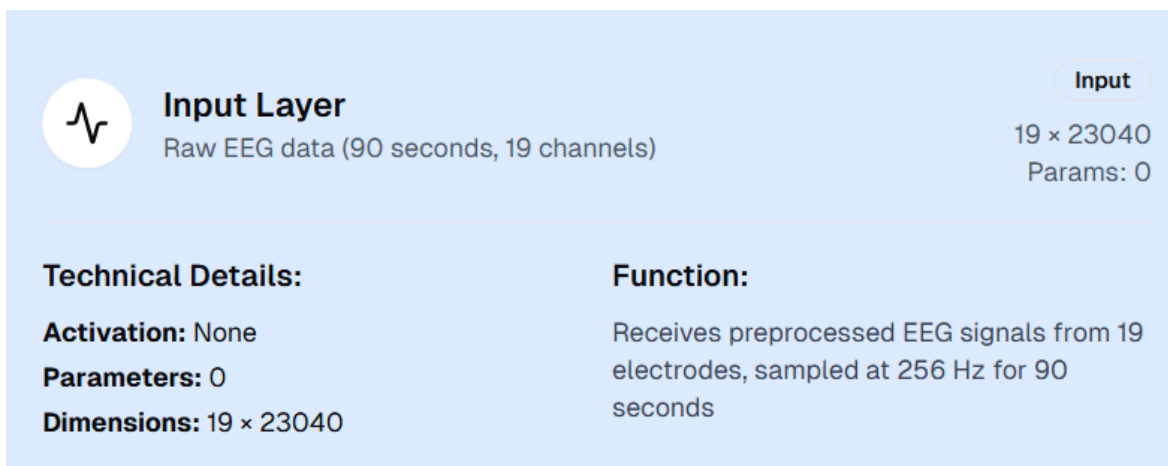 Input Layer
Raw EEG data (90 seconds, 19 channels)
Input
19 × 23040
Params: 0
Technical Details:
Activation: None
Parameters: 0
Dimensions: 19 × 23040
Function:
Receives preprocessed EEG signals from 19
electrodes, sampled at 256 Hz for 90
seconds